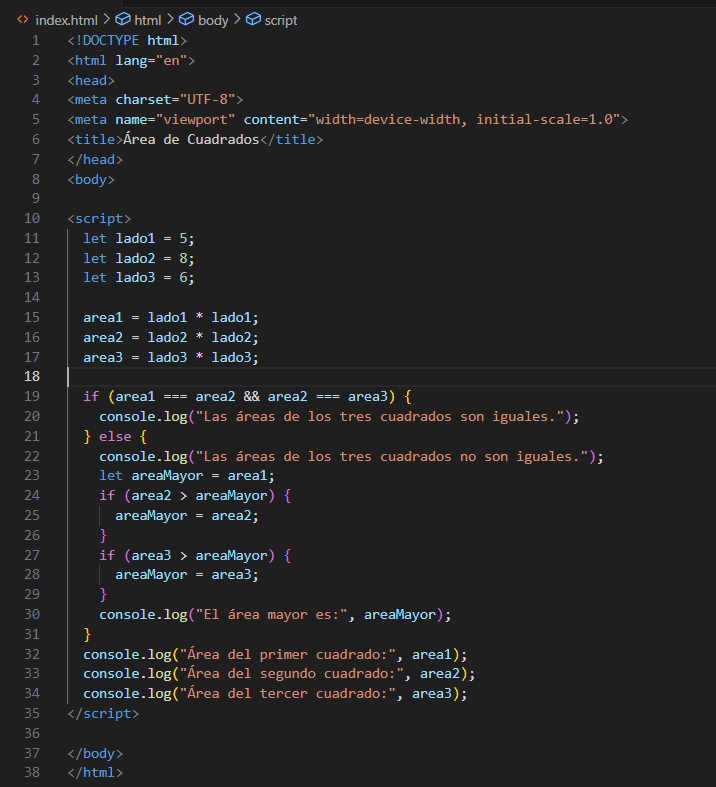 index.html > html > body > script
1 <!DOCTYPE html>
2 <html lang="en">
3 <head>
4 <meta charset="UTF-8">
5 <meta name="viewport" content="width=device-width, initial-scale=1.0">
6 <title>Área de Cuadrados</title>
7 </head>
8 <body>
9
10 <script>
11   let lado1 = 5;
12   let lado2 = 8;
13   let lado3 = 6;
14
15   area1 = lado1 * lado1;
16   area2 = lado2 * lado2;
17   area3 = lado3 * lado3;
18
19   if (area1 === area2 && area2 === area3) {
20     console.log("Las áreas de los tres cuadrados son iguales.");
21   } else {
22     console.log("Las áreas de los tres cuadrados no son iguales.");
23     let areaMayor = area1;
24     if (area2 > areaMayor) {
25       areaMayor = area2;
26     }
27     if (area3 > areaMayor) {
28       areaMayor = area3;
29     }
30     console.log("El área mayor es:", areaMayor);
31   }
32   console.log("Área del primer cuadrado:", area1);
33   console.log("Área del segundo cuadrado:", area2);
34   console.log("Área del tercer cuadrado:", area3);
35 </script>
36
37 </body>
38 </html>